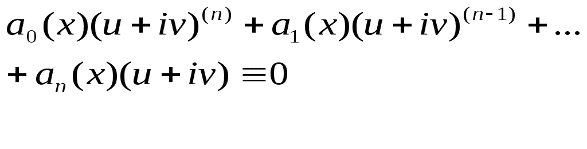 a₀(x)(u + iv)⁽ⁿ⁾ + a₁(x)(u + iv)⁽ⁿ⁻¹⁾ + ...
+ aₙ(x)(u + iv) ≡ 0